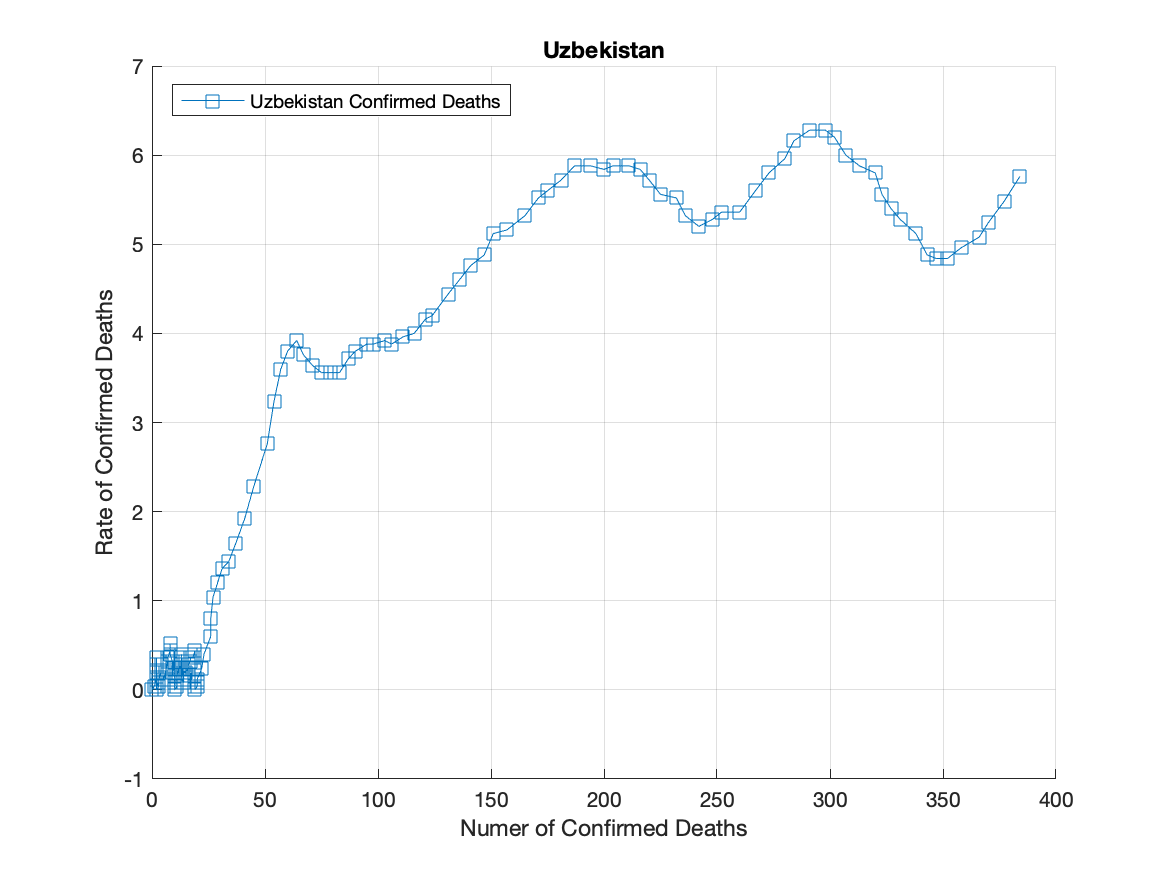 Uzbekistan
Uzbekistan Confirmed Deaths
7
6
5
4
3
2
1
0
-1
Rate of Confirmed Deaths
0 50 100 150 200 250 300 350 400
Numer of Confirmed Deaths